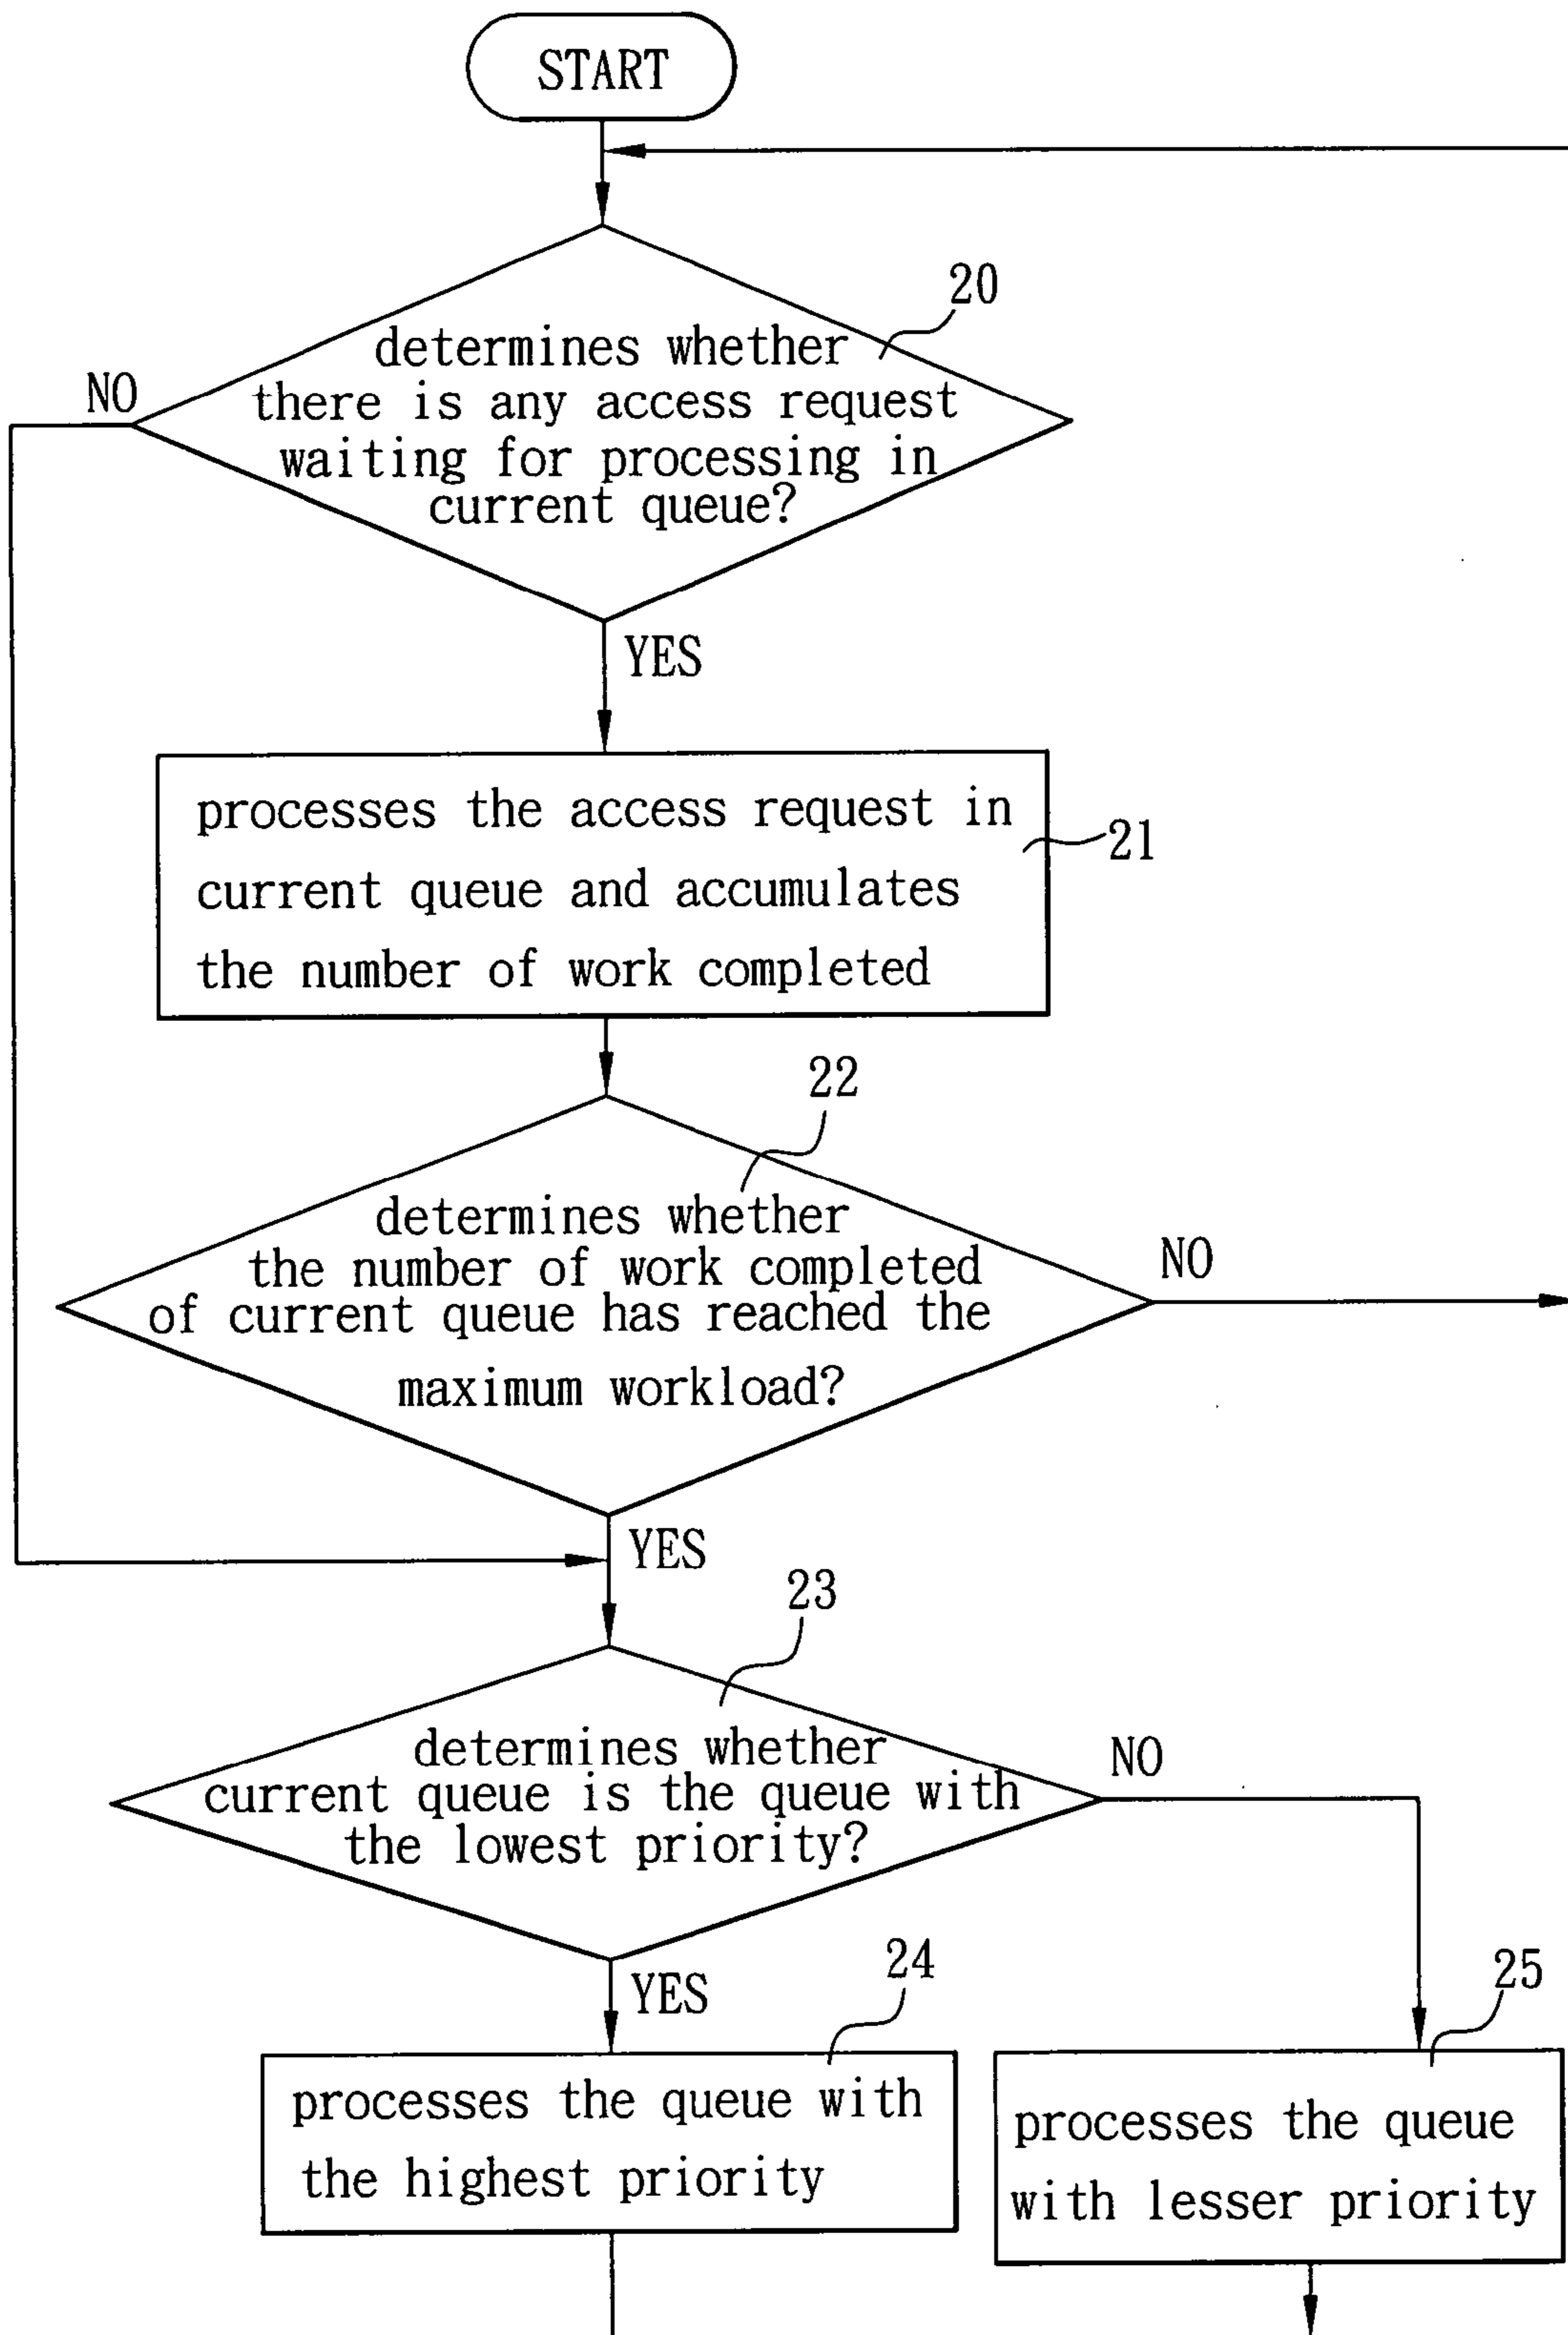 START
20
determines whether
there is any access request
waiting for processing in
current queue?
NO
YES
processes the access request in
current queue and accumulates
the number of work completed
21
22
determines whether
the number of work completed
of current queue has reached the
maximum workload?
NO
YES
23
determines whether
current queue is the queue with
the lowest priority?
NO
YES
24
processes the queue with
the highest priority
25
processes the queue
with lesser priority